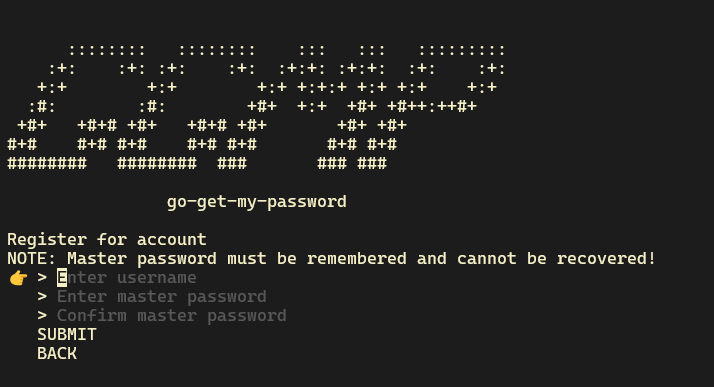 ::::::::   ::::::::    :::   :::   :::::::::
    :+:    :+: :+:    :+:  :+:+: :+:+:  :+:    :+:
   +:+        +:+        +:+ +:+:+ +:+ +:+    +:+
  :#:        :#:        +#+  +:+  +#+ +#++:++#+
 +#+   +#+# +#+   +#+# +#+       +#+ +#+
#+#    #+# #+#    #+# #+#       #+# #+#
########   ########  ###       ### ###
go-get-my-password
Register for account
NOTE: Master password must be remembered and cannot be recovered!
👉 > Enter username
> Enter master password
> Confirm master password
SUBMIT
BACK